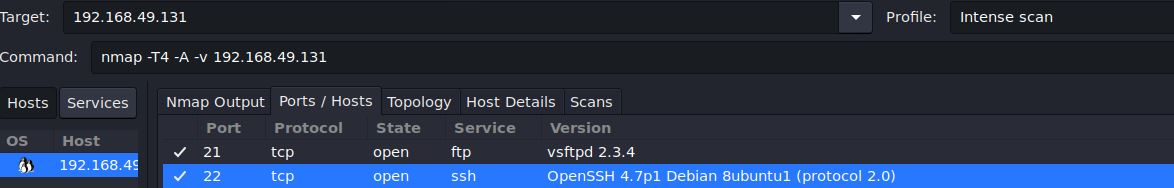 Target: 192.168.49.131 Profile: Intense scan
Command: nmap -T4 -A -v 192.168.49.131
Hosts Services Nmap Output Ports / Hosts Topology Host Details Scans
Port Protocol State Service Version
OS Host
21 tcp open ftp vsftpd 2.3.4
192.168.49 22 tcp open ssh OpenSSH 4.7p1 Debian 8ubuntu1 (protocol 2.0)